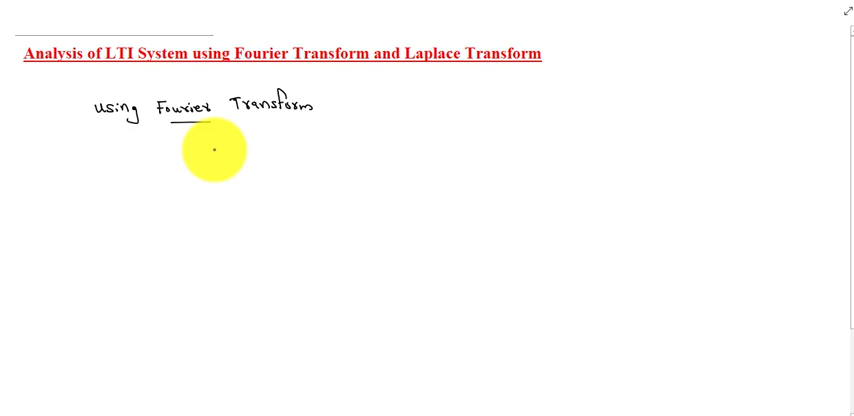 Analysis of LTI System using Fourier Transform and Laplace Transform
using Fourier Transform